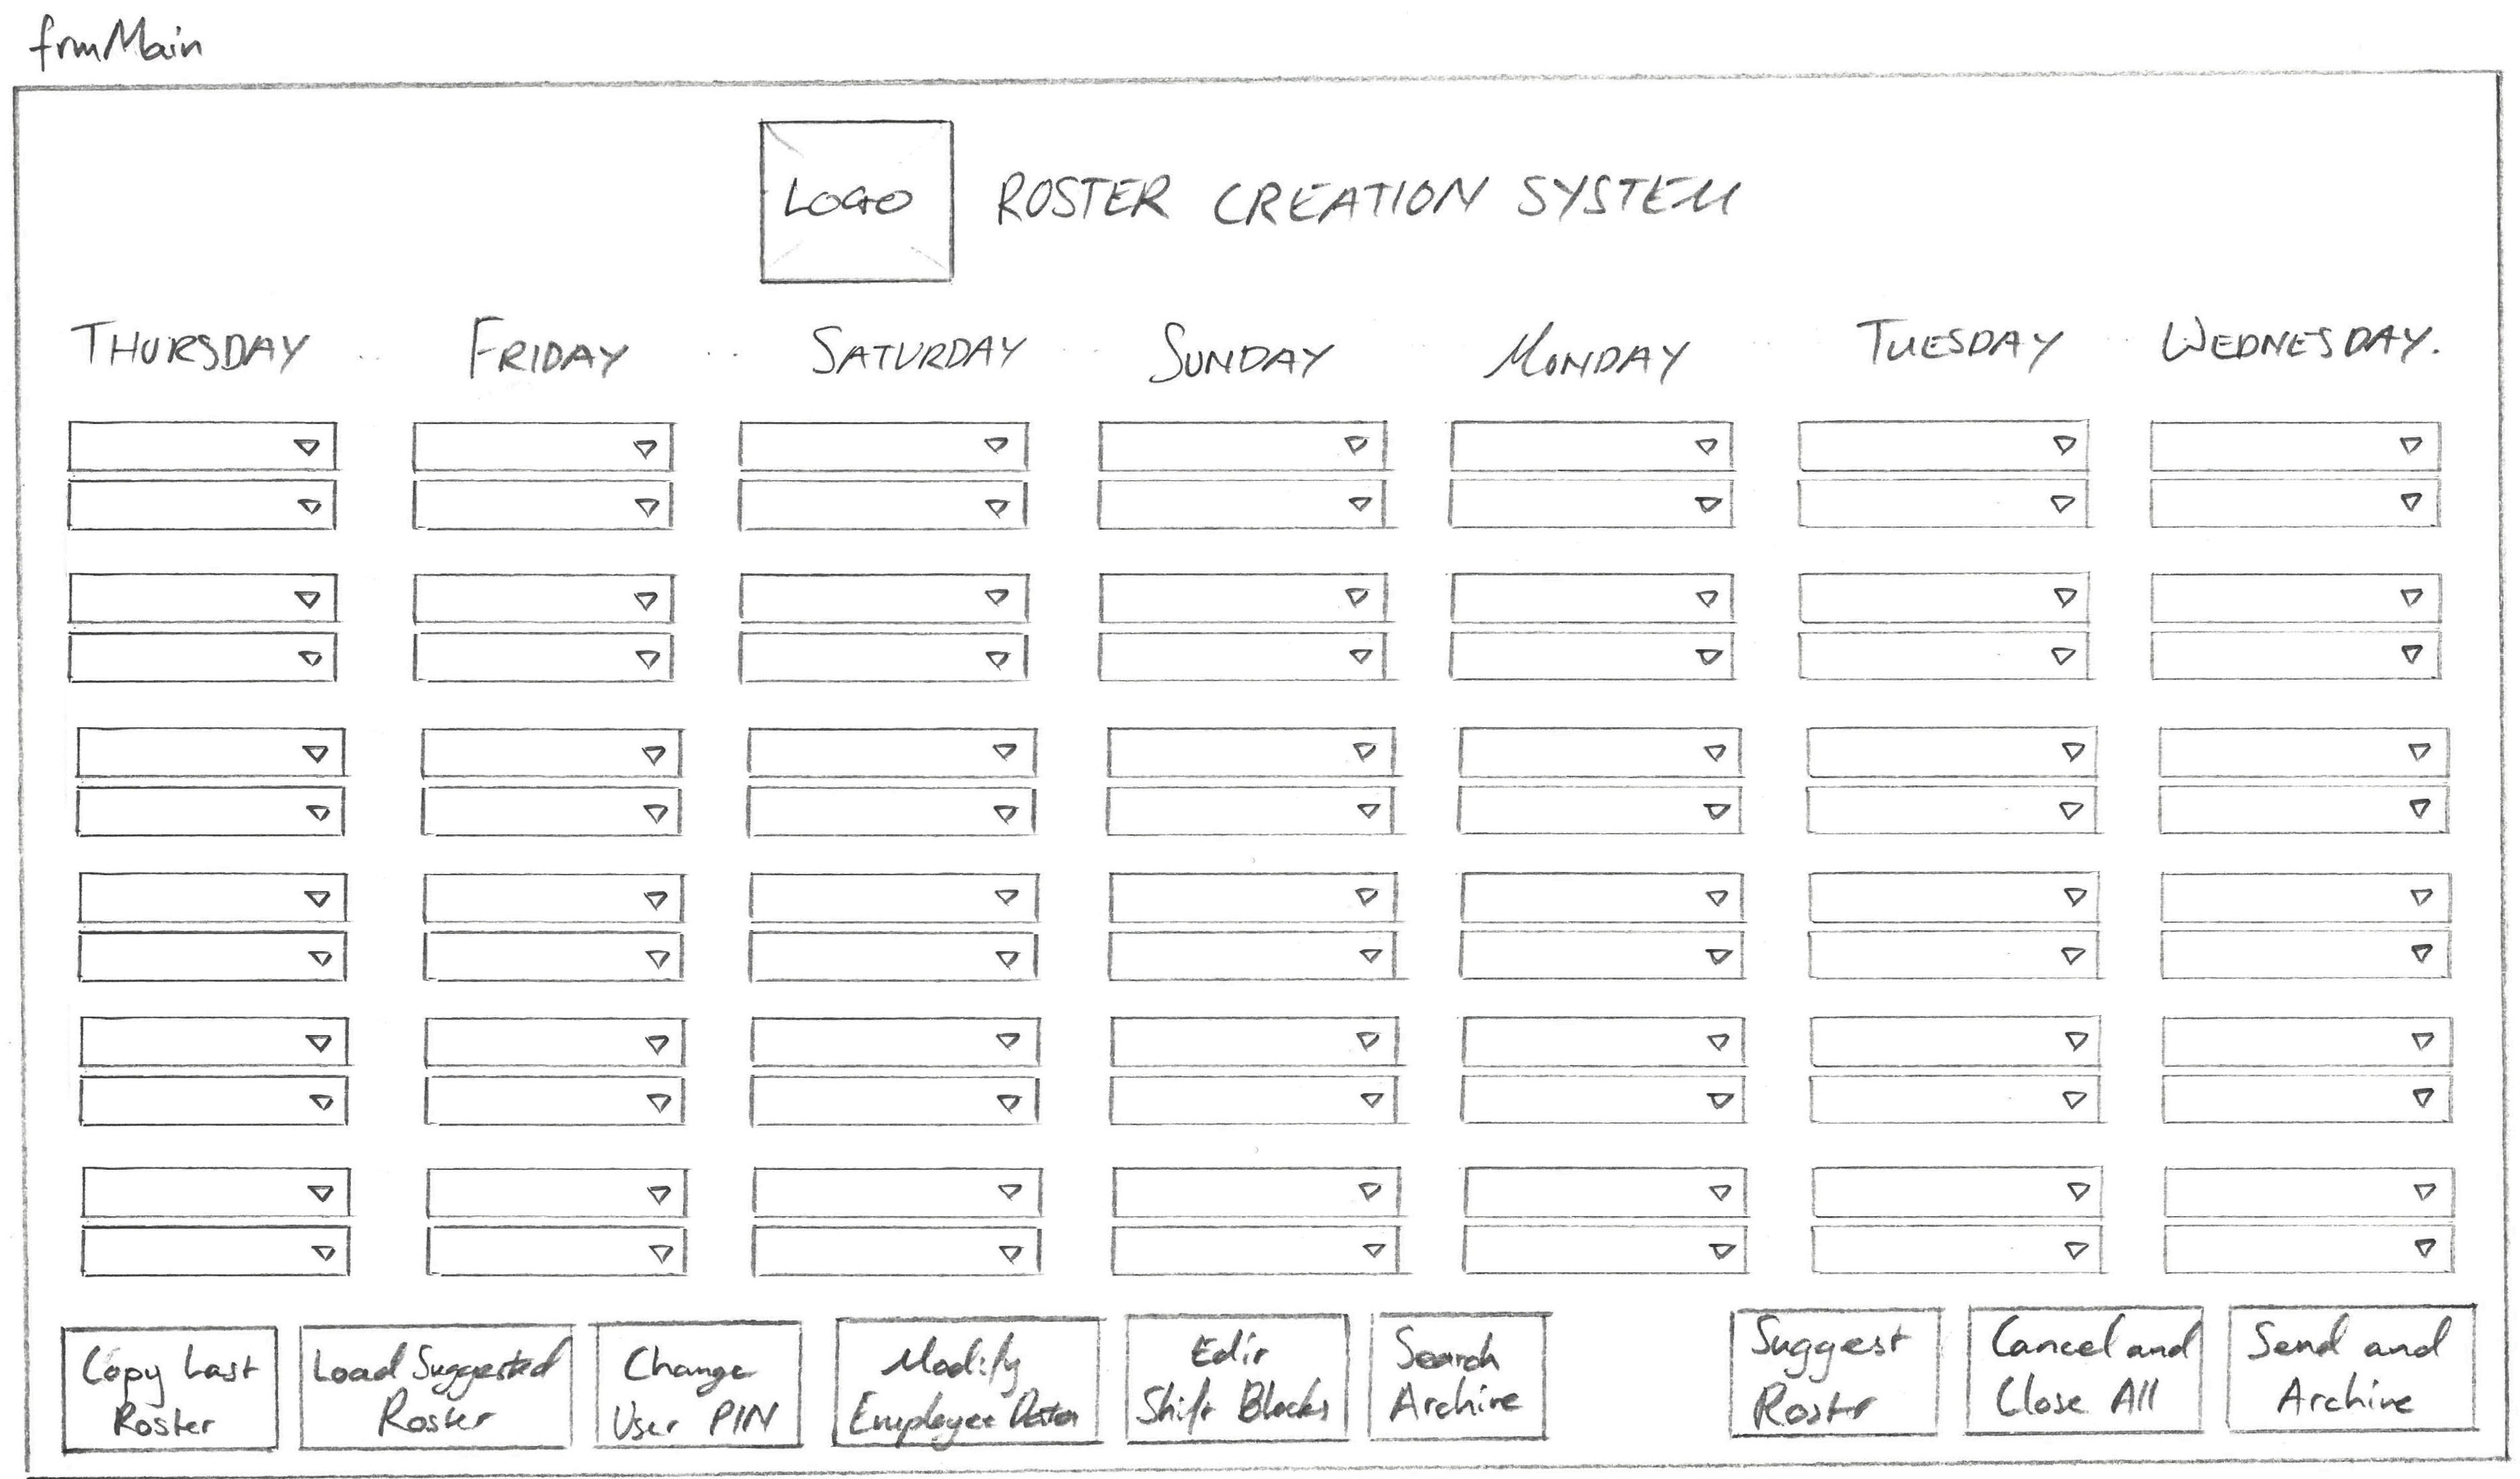 frmMain
LOGO
ROSTER CREATION SYSTEM
THURSDAY FRIDAY SATURDAY SUNDAY MONDAY TUESDAY WEDNESDAY.
Copy Last
Roster
Load Suggested
Roster
Change
User PIN
Modify
Employee Data
Edit
Shift Blocks
Search
Archive
Suggest
Roster
Cancel and
Close All
Send and
Archive